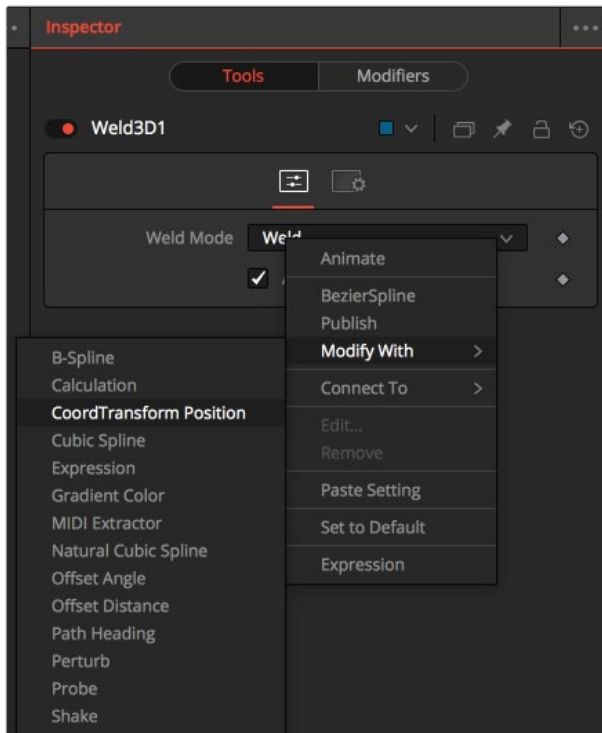 Inspector
Tools Modifiers
Weld3D1
Weld Mode Weld
Animate
BezierSpline
Publish
Modify With
Connect To
Edit...
Remove
Paste Setting
Set to Default
Expression
B-Spline
Calculation
CoordTransform Position
Cubic Spline
Expression
Gradient Color
MIDI Extractor
Natural Cubic Spline
Offset Angle
Offset Distance
Path Heading
Perturb
Probe
Shake